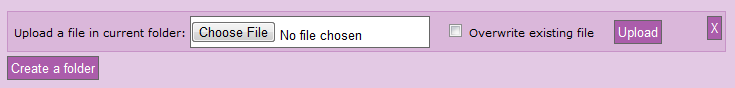 Upload a file in current folder: Choose File No file chosen Overwrite existing file Upload X
Create a folder